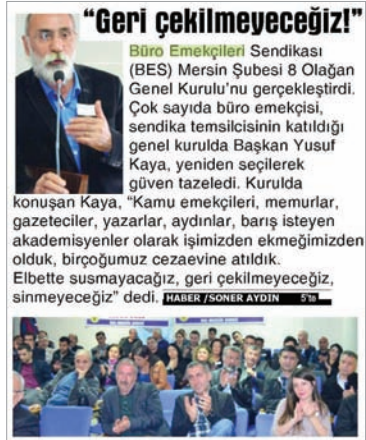 “Geri çekilmeyeceğiz!”
Büro Emekçileri Sendikası
(BES) Mersin Şubesi 8 Olağan
Genel Kurulu’nu gerçekleştirdi.
Çok sayıda büro emekçisi,
sendika temsilcisinin katıldığı
genel kurulda Başkan Yusuf
Kaya, yeniden seçilerek
güven tazeledi. Kurulda
konuşan Kaya, “Kamu emekçileri, memurlar,
gazeteciler, yazarlar, aydınlar, barış isteyen
akademisyenler olarak işimizden ekmeğimizden
olduk, birçoğumuz cezaevine atıldık.
Elbette susmayacağız, geri çekilmeyeceğiz,
sinmeyeceğiz” dedi. HABER /SONER AYDIN 5'te